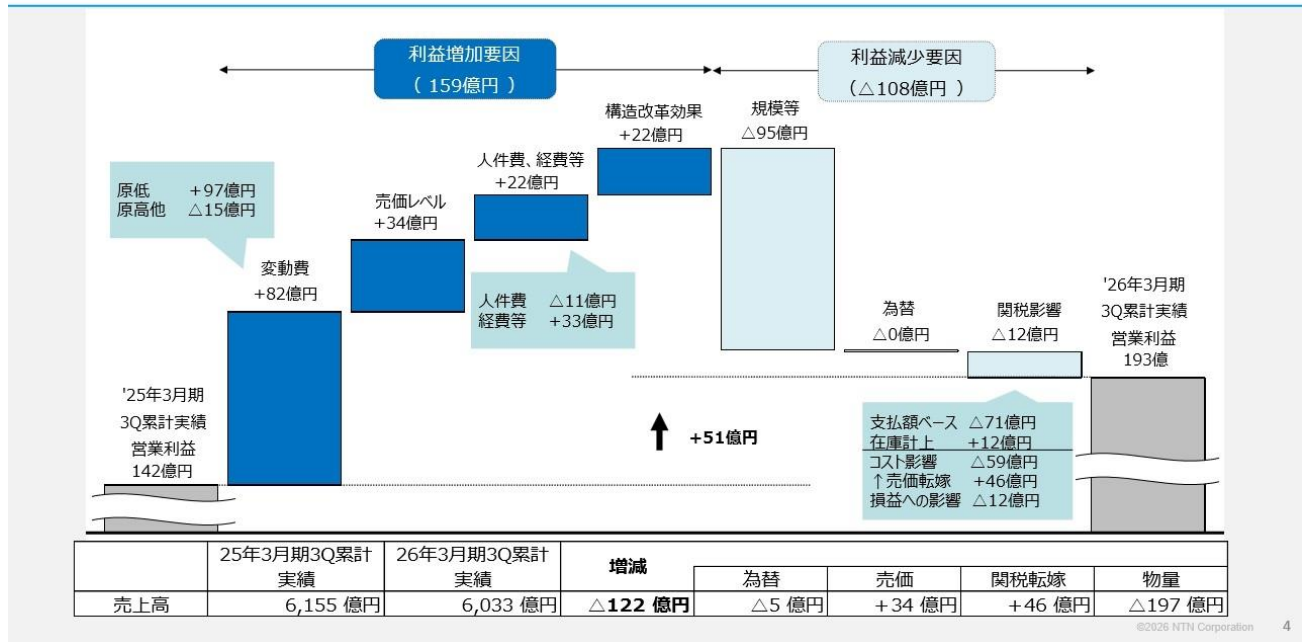 利益増加要因
（ 159億円 ）
利益減少要因
（△108億円 ）
'25年3月期
3Q累計実績
営業利益
142億円
原低 +97億円
原高他 △15億円
変動費
+82億円
売価レベル
+34億円
人件費、経費等
+22億円
人件費 △11億円
経費等 +33億円
構造改革効果
+22億円
規模等
△95億円
為替
△0億円
関税影響
△12億円
支払額ベース △71億円
在庫計上 +12億円
コスト影響 △59億円
↑売価転嫁 +46億円
損益への影響 △12億円
'26年3月期
3Q累計実績
営業利益
193億
+51億円
25年3月期3Q累計
実績
26年3月期3Q累計
実績
増減
為替 売価 関税転嫁 物量
売上高 6,155 億円 6,033 億円 △122 億円 △5 億円 +34 億円 +46 億円 △197 億円
©2026 NTN Corporation 4